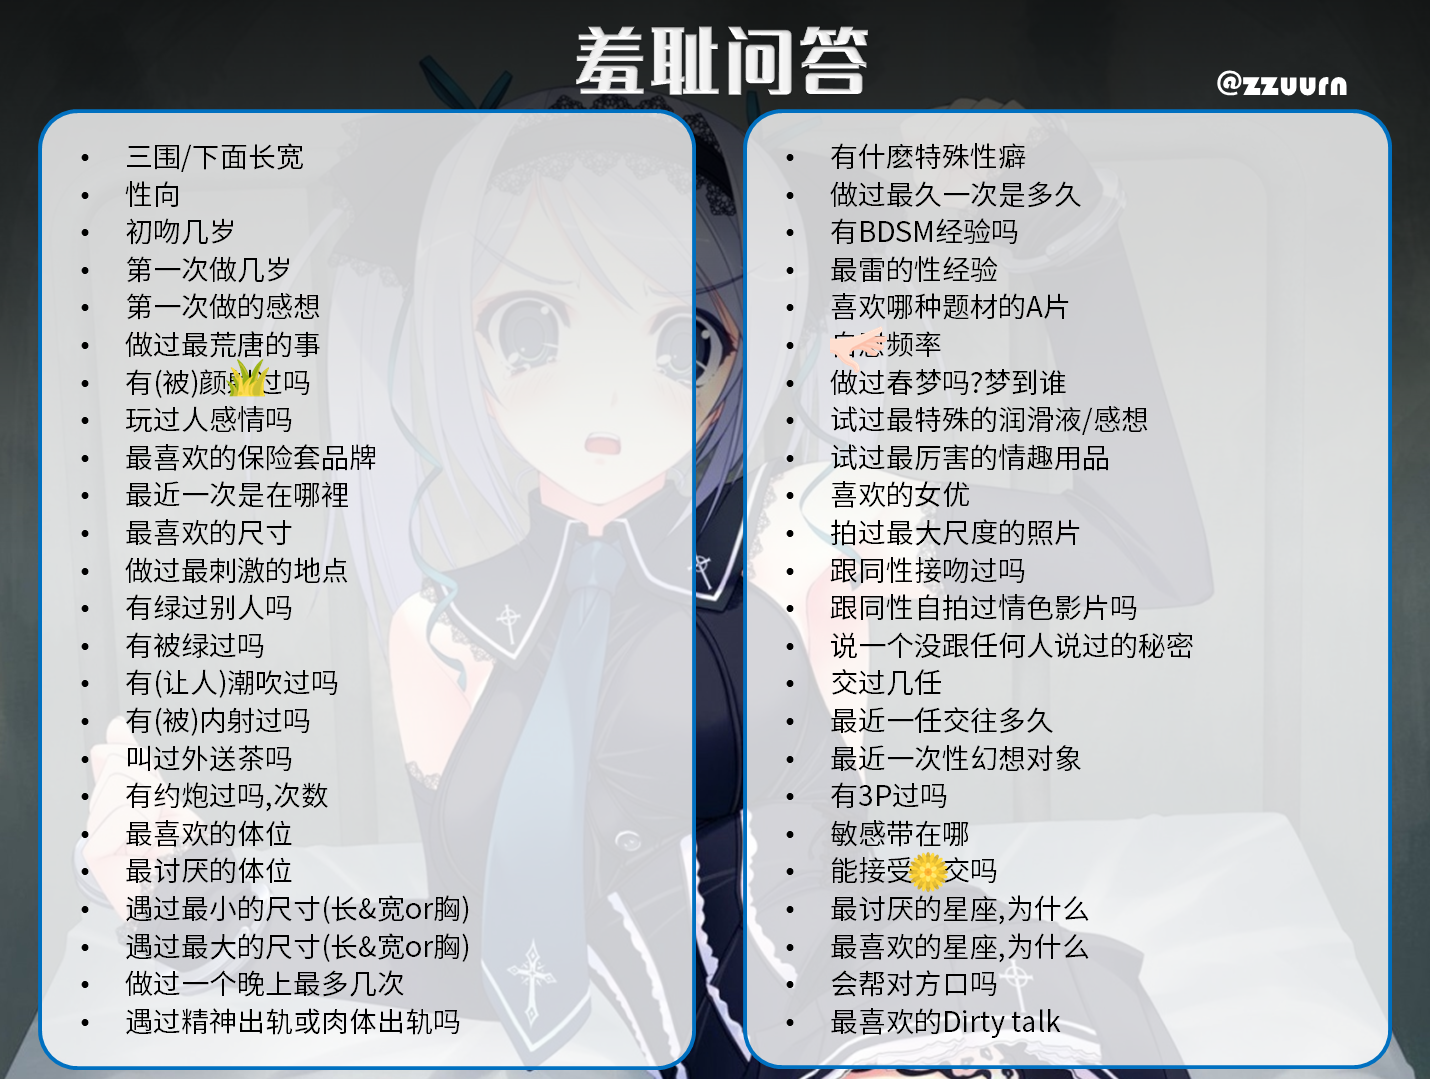 羞耻问答
@zzuurn
• 三围/下面长宽
• 性向
• 初吻几岁
• 第一次做几岁
• 第一次做的感想
• 做过最荒唐的事
• 有(被)颜过吗
• 玩过人感情吗
• 最喜欢的保险套品牌
• 最近一次是在哪裡
• 最喜欢的尺寸
• 做过最刺激的地点
• 有绿过别人吗
• 有被绿过吗
• 有(让人)潮吹过吗
• 有(被)内射过吗
• 叫过外送茶吗
• 有约炮过吗,次数
• 最喜欢的体位
• 最讨厌的体位
• 遇过最小的尺寸(长&宽or胸)
• 遇过最大的尺寸(长&宽or胸)
• 做过一个晚上最多几次
• 遇过精神出轨或肉体出轨吗
• 有什麽特殊性癖
• 做过最久一次是多久
• 有BDSM经验吗
• 最雷的性经验
• 喜欢哪种题材的A片
• 频率
• 做过春梦吗?梦到谁
• 试过最特殊的润滑液/感想
• 试过最厉害的情趣用品
• 喜欢的女优
• 拍过最大尺度的照片
• 跟同性接吻过吗
• 跟同性自拍过情色影片吗
• 说一个没跟任何人说过的秘密
• 交过几任
• 最近一任交往多久
• 最近一次性幻想对象
• 有3P过吗
• 敏感带在哪
• 能接受交吗
• 最讨厌的星座,为什么
• 最喜欢的星座,为什么
• 会帮对方口吗
• 最喜欢的Dirty talk